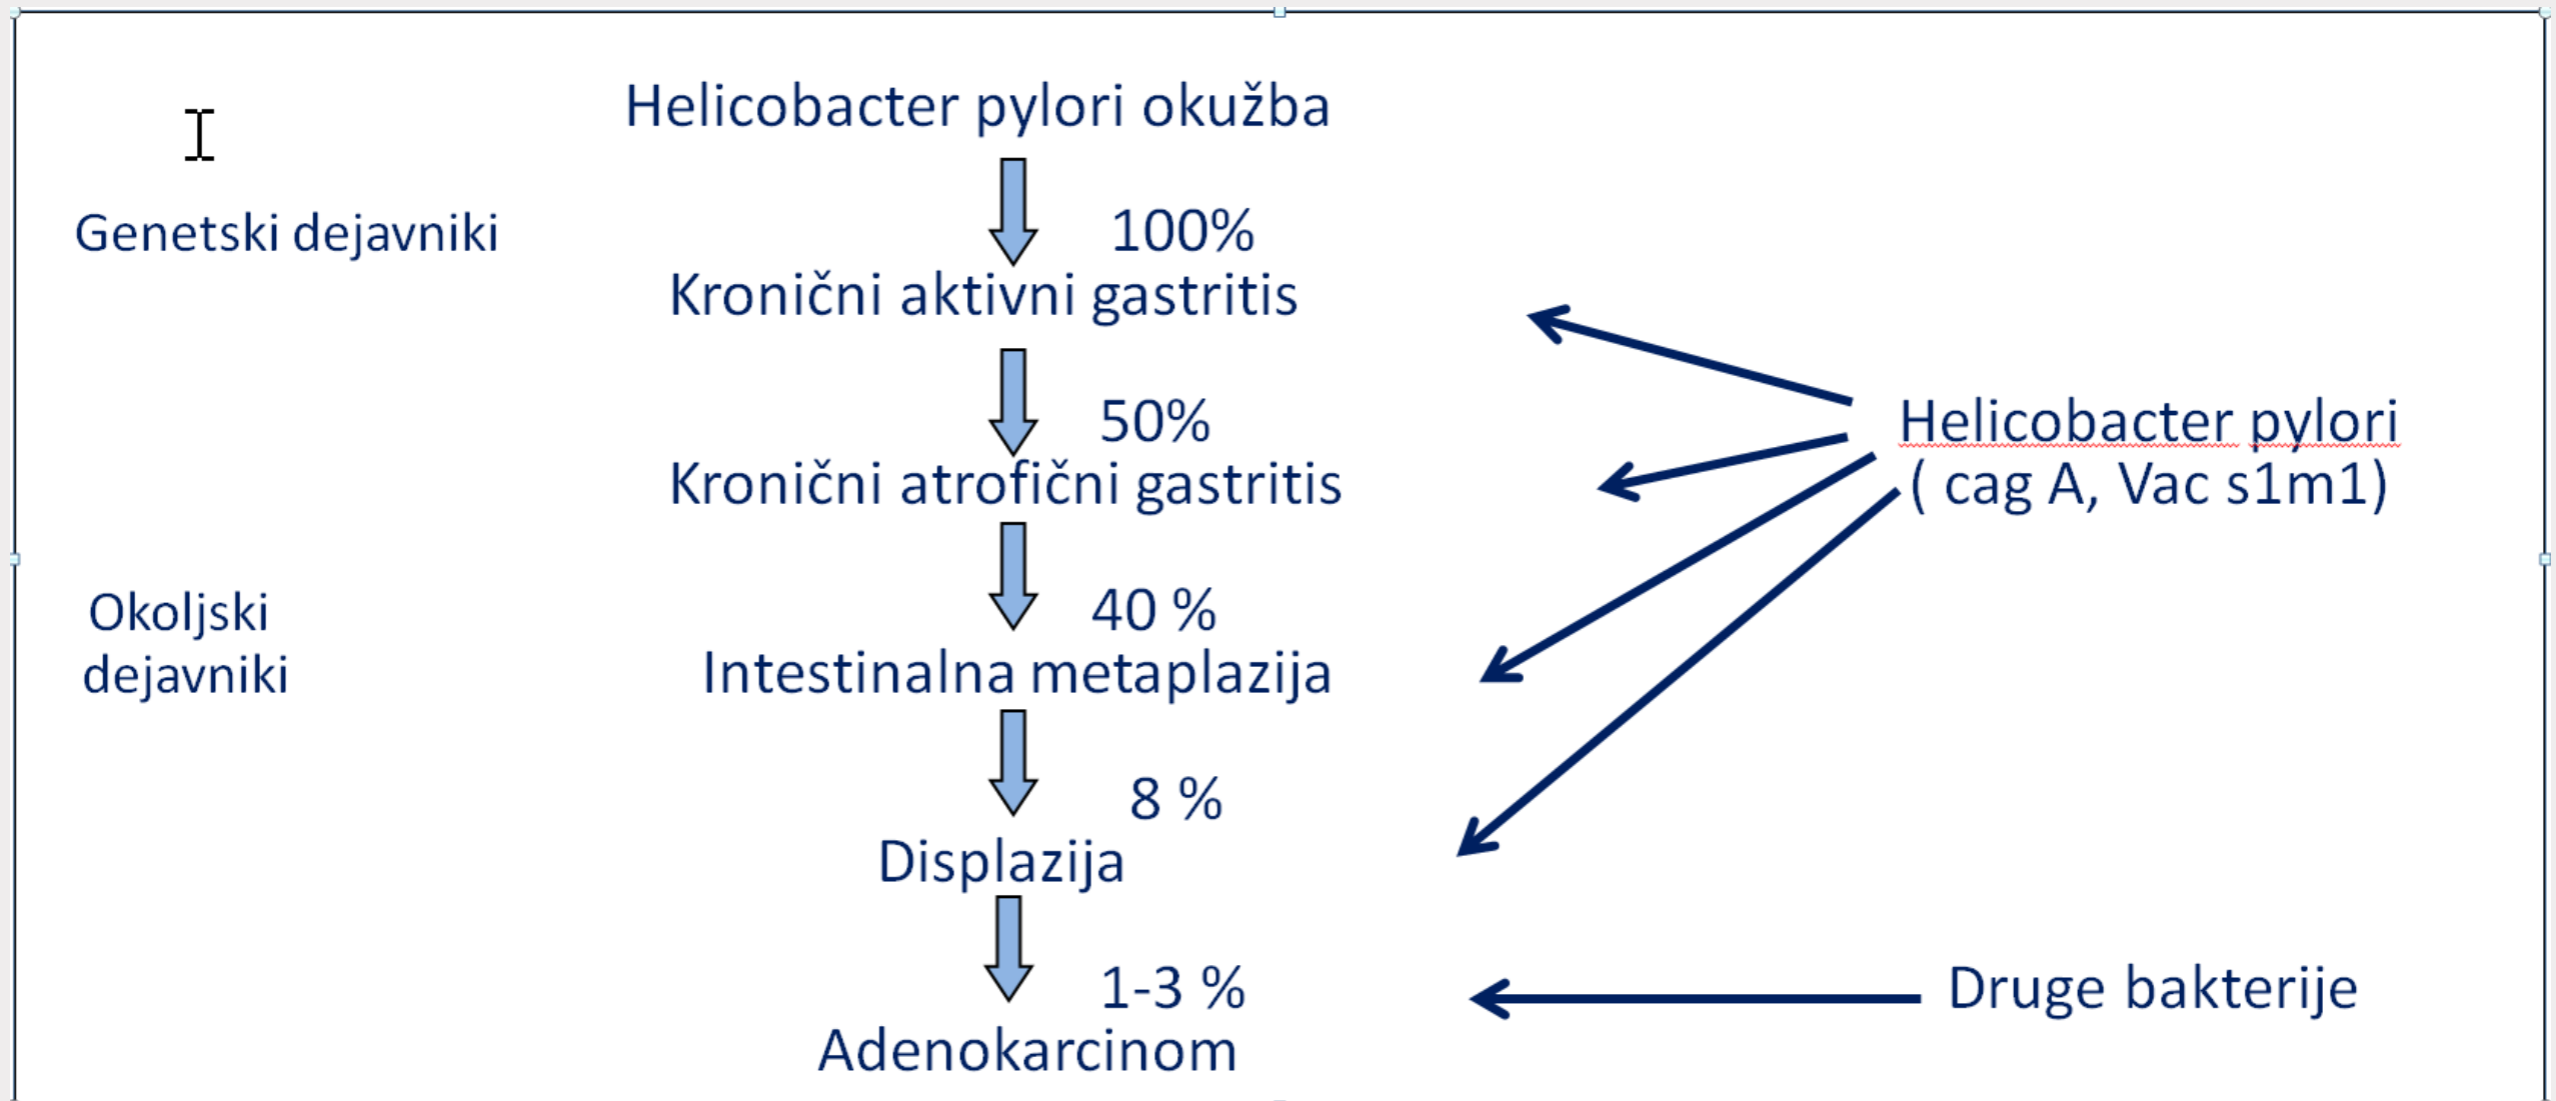 Helicobacter pylori okužba
Genetski dejavniki
100%
Kronični aktivni gastritis
50%
Kronični atrofični gastritis
Helicobacter pylori
( cag A, Vac s1m1)
40 %
Okoljski
dejavniki
Intestinalna metaplazija
8 %
Displazija
1-3 %
Druge bakterije
Adenokarcinom